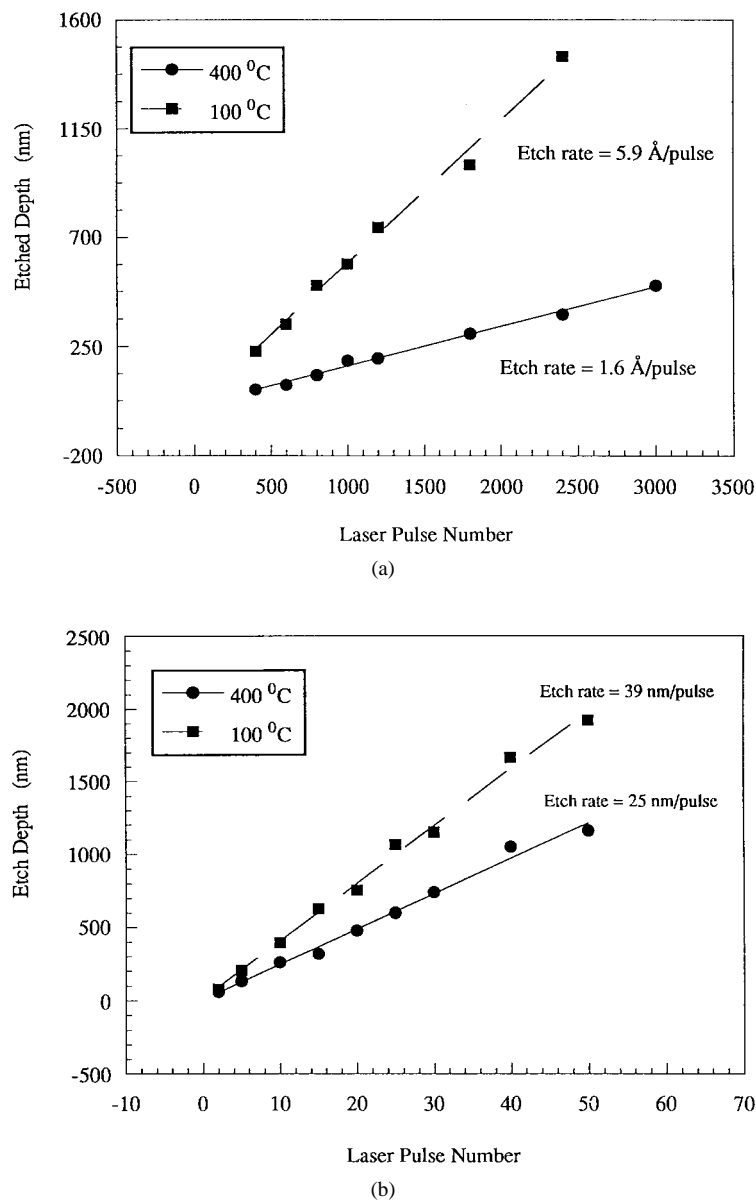 1600
1150
700
250
-200
Etched Depth (nm)
400 ⁰C
100 ⁰C
Etch rate = 5.9 Å/pulse
Etch rate = 1.6 Å/pulse
-500 0 500 1000 1500 2000 2500 3000 3500
Laser Pulse Number
(a)
2500
2000
1500
1000
500
0
-500
Etch Depth (nm)
400 ⁰C
100 ⁰C
Etch rate = 39 nm/pulse
Etch rate = 25 nm/pulse
-10 0 10 20 30 40 50 60 70
Laser Pulse Number
(b)